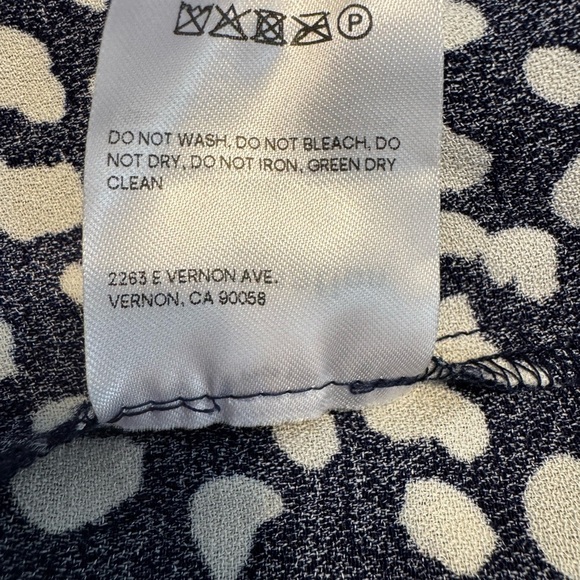 P
DO NOT WASH, DO NOT BLEACH, DO
NOT DRY, DO NOT IRON, GREEN DRY
CLEAN
2263 E VERNON AVE.
VERNON, CA 90058